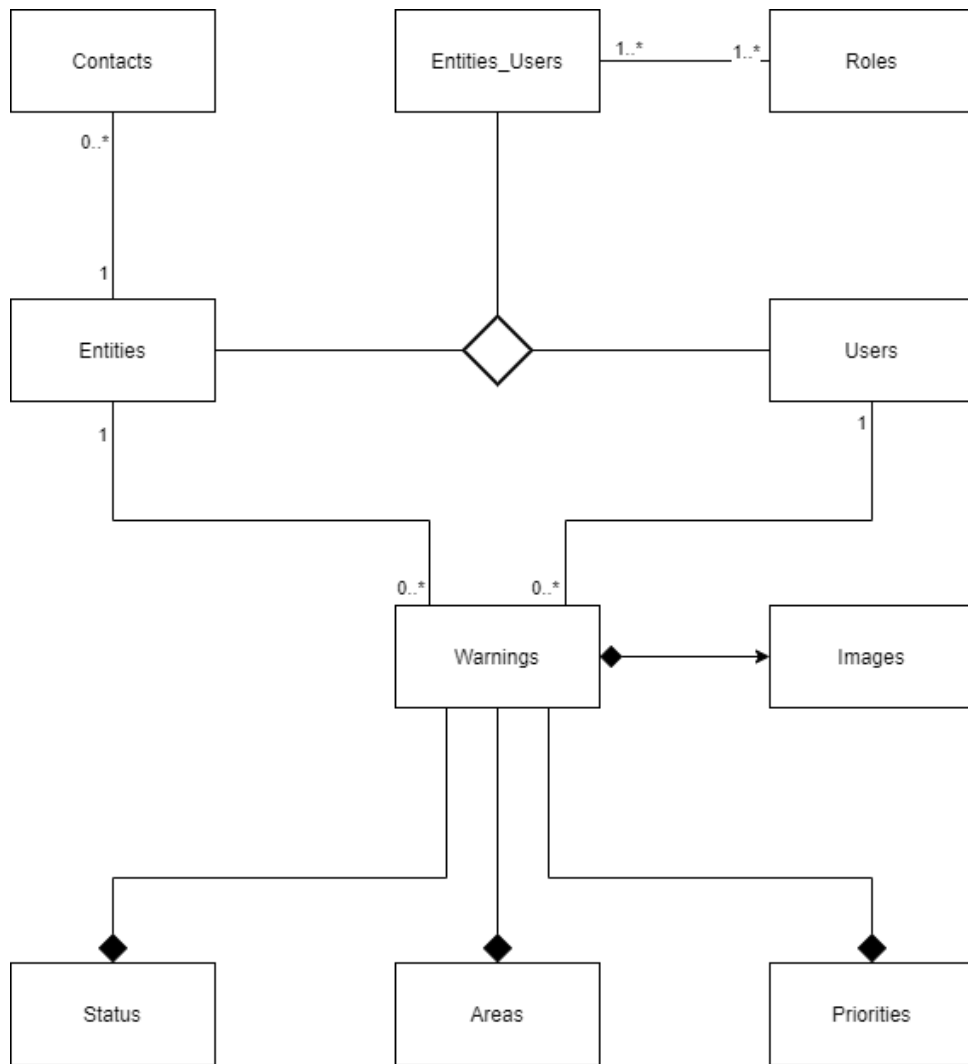 Contacts
Entities_Users
1..*
1..*
Roles
0..*
1
Entities
Users
1
1
0..*
0..*
Warnings
Images
Status
Areas
Priorities